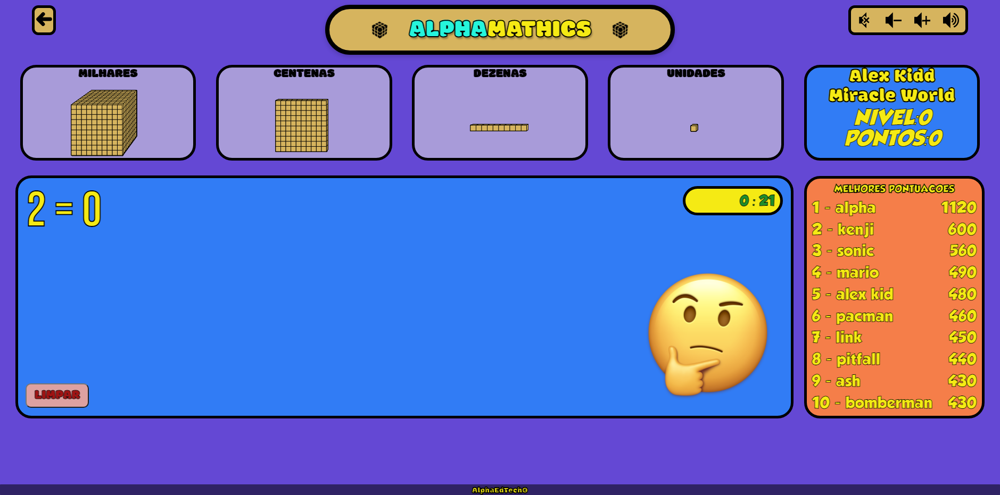 ALPHAMATHICS
MILHARES
CENTENAS
DEZENAS
UNIDADES
Alex Kidd
Miracle World
NIVEL:0
PONTOS:0
2 = 0
0 : 21
LIMPAR
MELHORES PONTUACOES
1 - alpha 1120
2 - kenji 600
3 - sonic 560
4 - mario 490
5 - alex kid 480
6 - pacman 460
7 - link 450
8 - pitfall 440
9 - ash 430
10 - bomberman 430
AlphaEdTech©